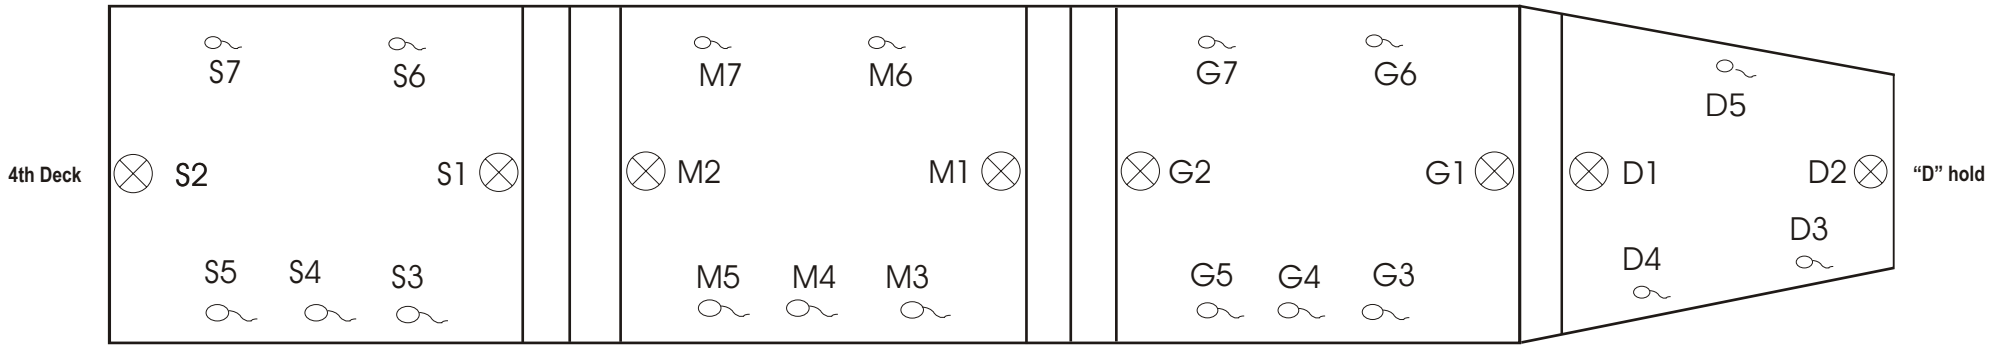 S7 S6 M7 M6 G7 G6
D5
4th Deck S2 S1 M2 M1 G2 G1 D1 D2 “D” hold
D3
S5 S4 S3 M5 M4 M3 G5 G4 G3 D4